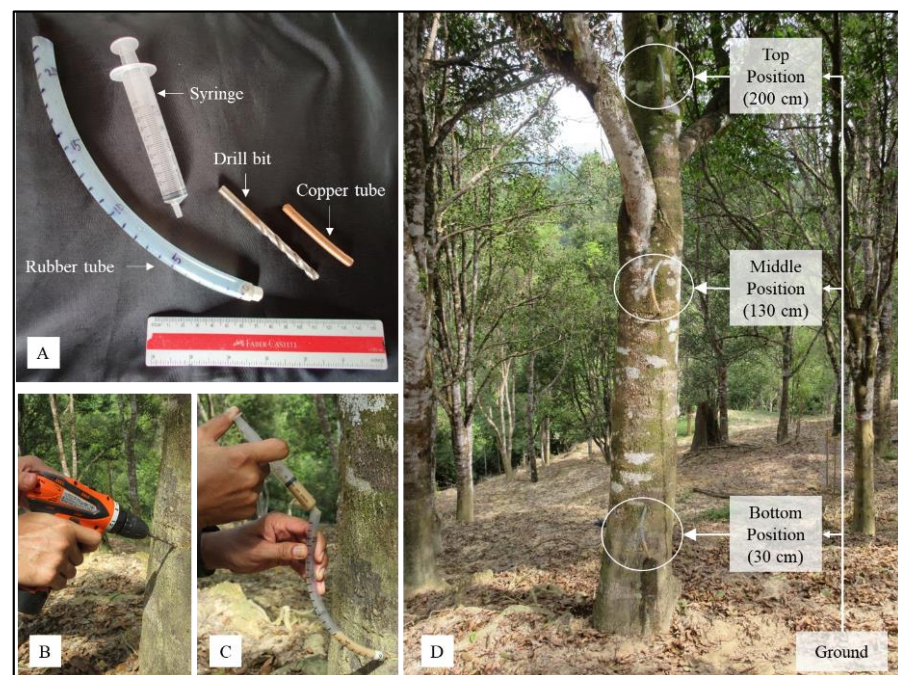 Syringe
Drill bit
Copper tube
Rubber tube
FABER-CASTELL
A
B
C
Top
Position
(200 cm)
Middle
Position
(130 cm)
Bottom
Position
(30 cm)
Ground
D